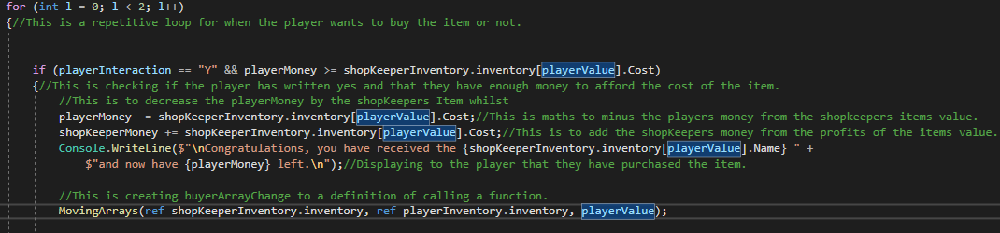 for (int l = 0; l < 2; l++)
{//This is a repetitive loop for when the player wants to buy the item or not.
if (playerInteraction == "Y" && playerMoney >= shopKeeperInventory.inventory[playerValue].Cost)
{//This is checking if the player has written yes and that they have enough money to afford the cost of the item.
//This is to decrease the playerMoney by the shopKeepers Item whilst
playerMoney -= shopKeeperInventory.inventory[playerValue].Cost;//This is maths to minus the players money from the shopkeepers items value.
shopKeeperMoney += shopKeeperInventory.inventory[playerValue].Cost;//This is to add the shopKeepers money from the profits of the items value.
Console.WriteLine($"\nCongratulations, you have received the {shopKeeperInventory.inventory[playerValue].Name} " +
$"and now have {playerMoney} left.\n");//Displaying to the player that they have purchased the item.
//This is creating buyerArrayChange to a definition of calling a function.
MovingArrays(ref shopKeeperInventory.inventory, ref playerInventory.inventory, playerValue);